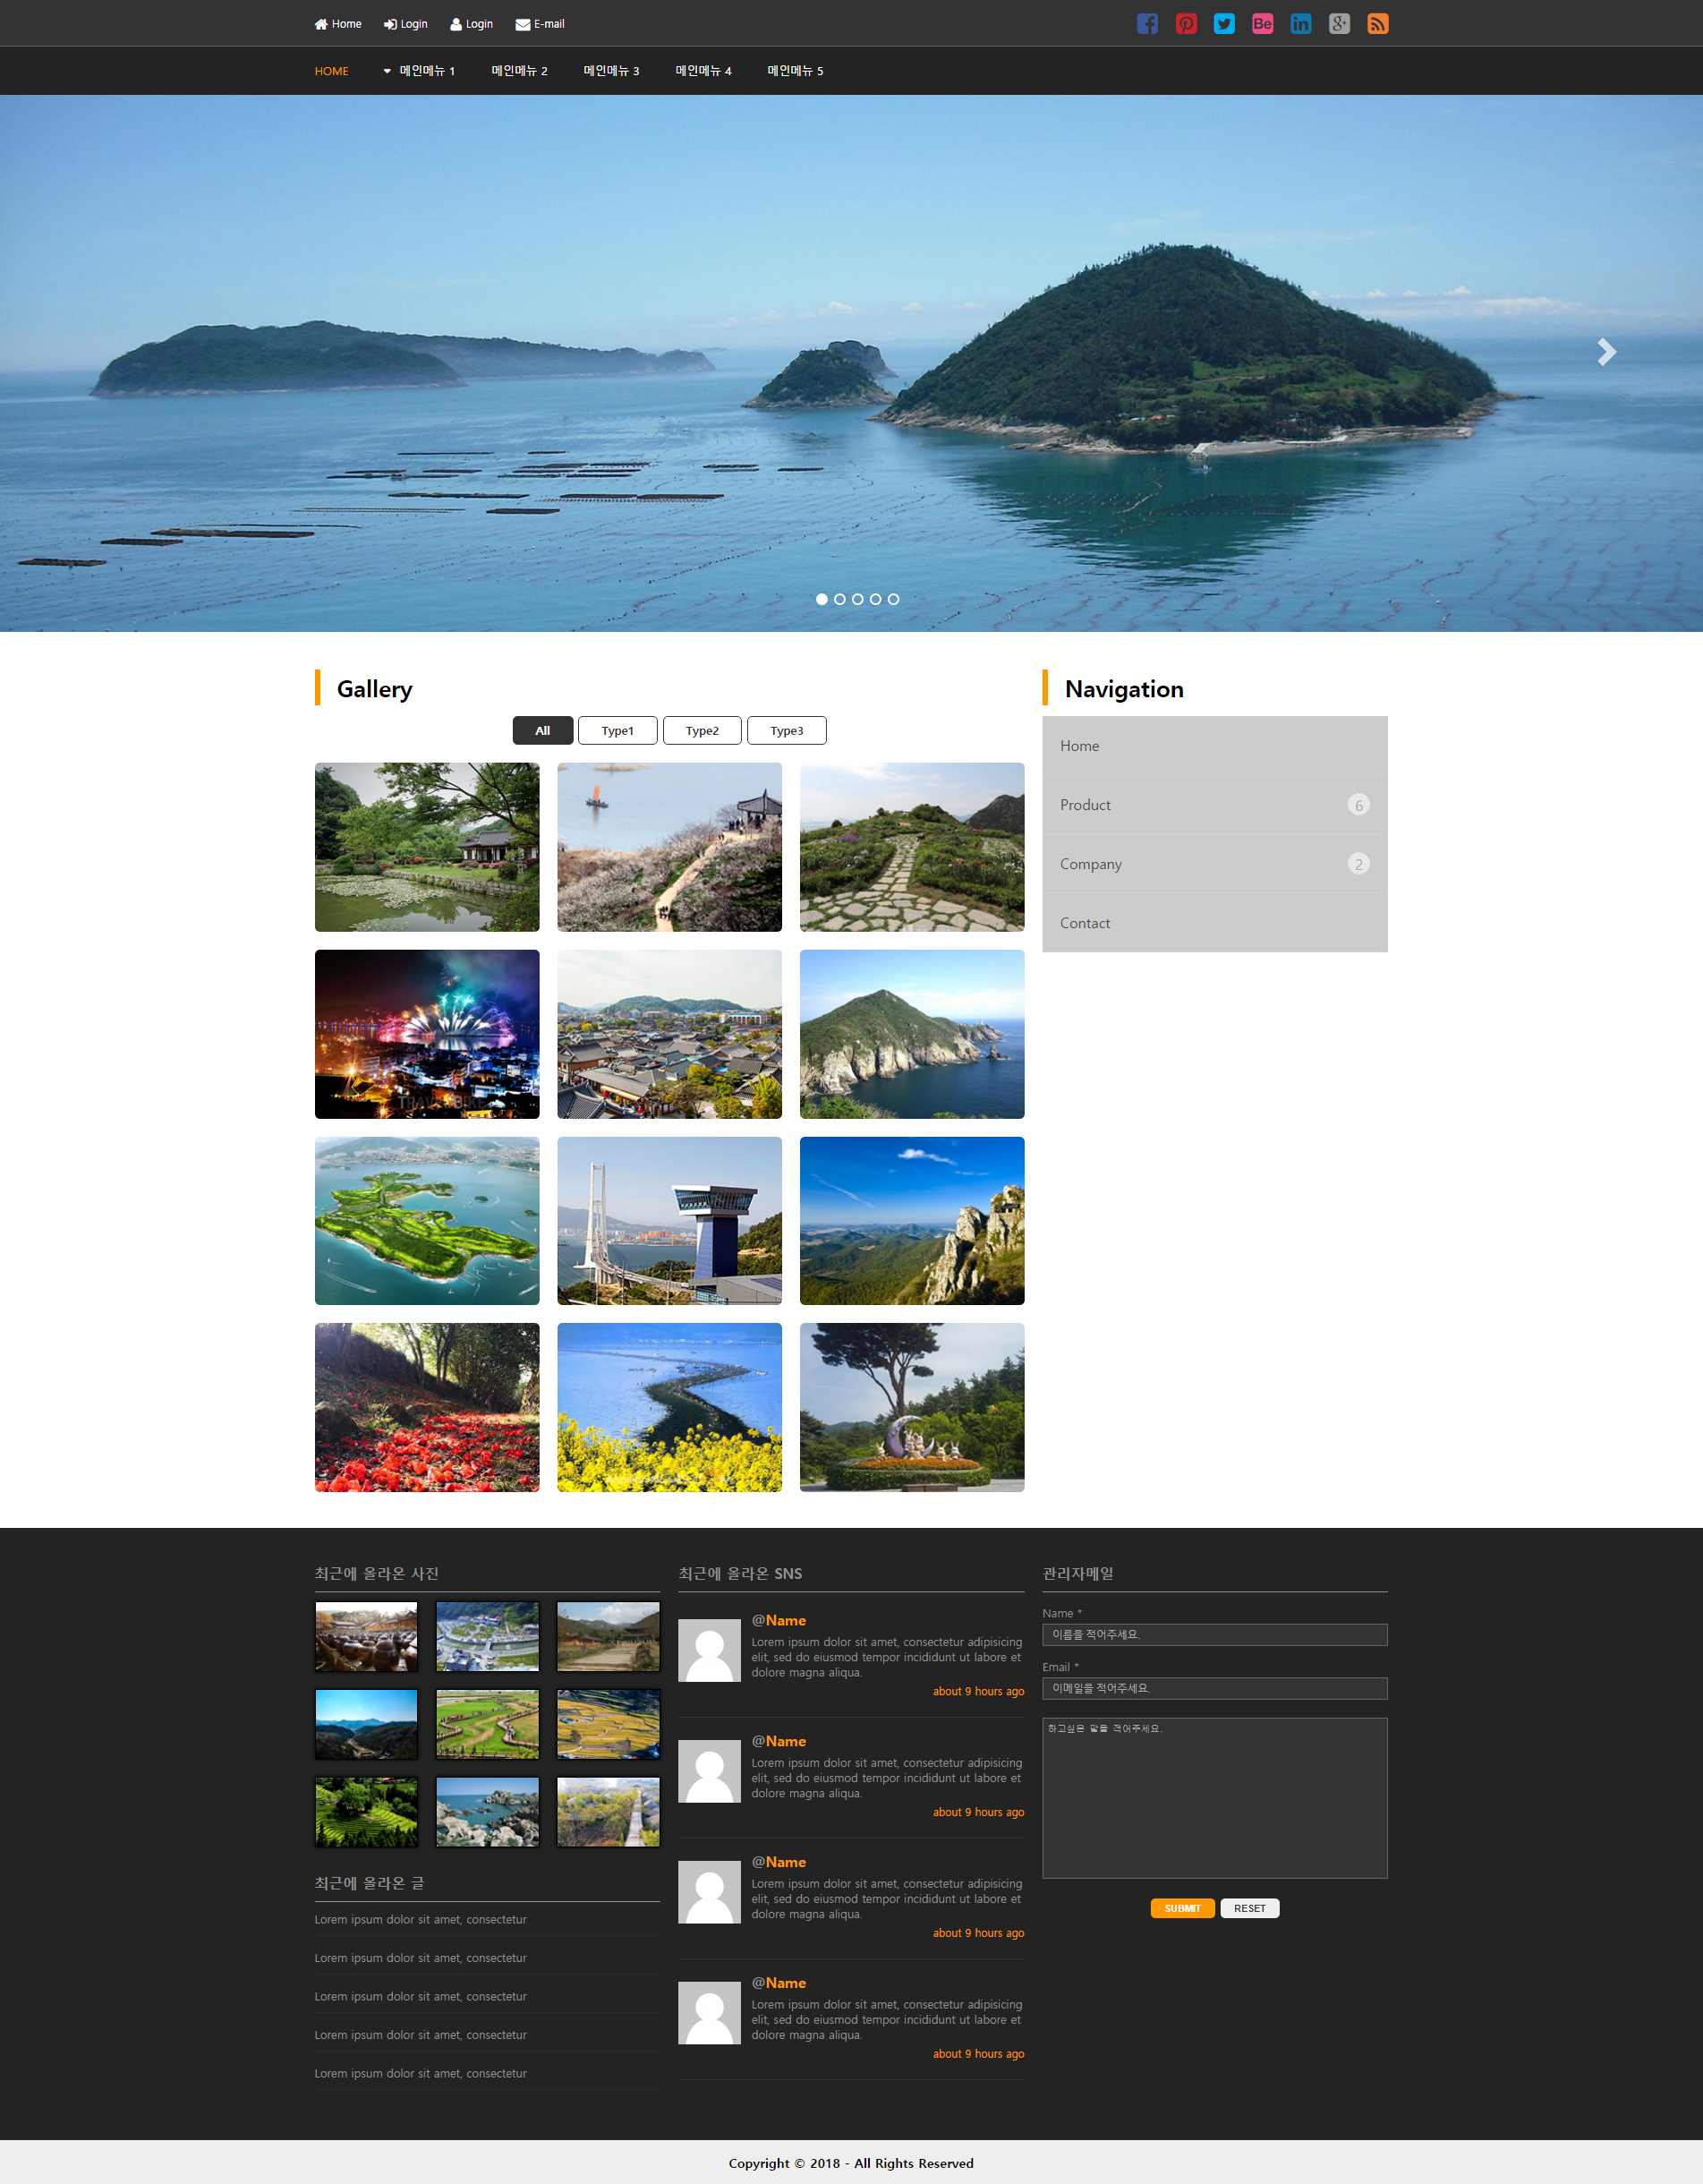 Home
Login
Login
E-mail
HOME
메인메뉴 1
메인메뉴 2
메인메뉴 3
메인메뉴 4
메인메뉴 5
Gallery
All
Type1
Type2
Type3
Navigation
Home
Product
6
Company
2
Contact
최근에 올라온 사진
최근에 올라온 글
Lorem ipsum dolor sit amet, consectetur
Lorem ipsum dolor sit amet, consectetur
Lorem ipsum dolor sit amet, consectetur
Lorem ipsum dolor sit amet, consectetur
Lorem ipsum dolor sit amet, consectetur
최근에 올라온 SNS
@Name
Lorem ipsum dolor sit amet, consectetur adipisicing
elit, sed do eiusmod tempor incididunt ut labore et
dolore magna aliqua.
about 9 hours ago
@Name
Lorem ipsum dolor sit amet, consectetur adipisicing
elit, sed do eiusmod tempor incididunt ut labore et
dolore magna aliqua.
about 9 hours ago
@Name
Lorem ipsum dolor sit amet, consectetur adipisicing
elit, sed do eiusmod tempor incididunt ut labore et
dolore magna aliqua.
about 9 hours ago
@Name
Lorem ipsum dolor sit amet, consectetur adipisicing
elit, sed do eiusmod tempor incididunt ut labore et
dolore magna aliqua.
about 9 hours ago
관리자메일
Name *
이름을 적어주세요.
Email *
이메일을 적어주세요.
하고싶은 말을 적어주세요.
SUBMIT
RESET
Copyright © 2018 - All Rights Reserved